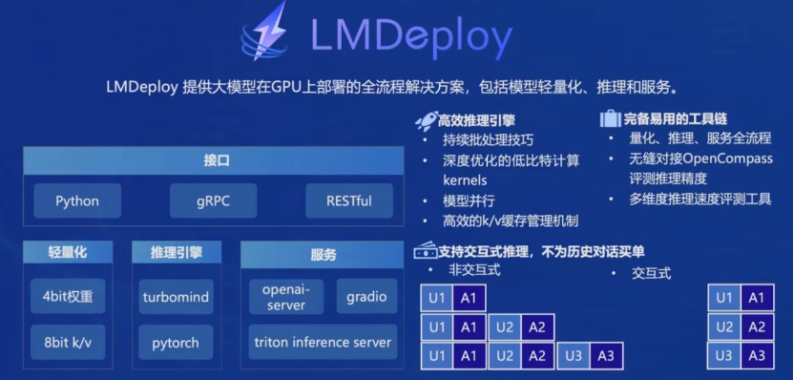 LMDeploy
LMDeploy 提供大模型在GPU上部署的全流程解决方案，包括模型轻量化、推理和服务。
接口
Python gRPC RESTful
轻量化
4bit权重
8bit k/v
推理引擎
turbomind
pytorch
服务
openai-
server
gradio
triton inference server
高效推理引擎
• 持续批处理技巧
• 深度优化的低比特计算
kernels
• 模型并行
• 高效的k/v缓存管理机制
完备易用的工具链
• 量化、推理、服务全流程
• 无缝对接OpenCompass
评测推理精度
• 多维度推理速度评测工具
支持交互式推理，不为历史对话买单
• 非交互式
U1 A1
U1 A1 U2 A2
U1 A1 U2 A2 U3 A3
• 交互式
U1 A1
U2 A2
U3 A3